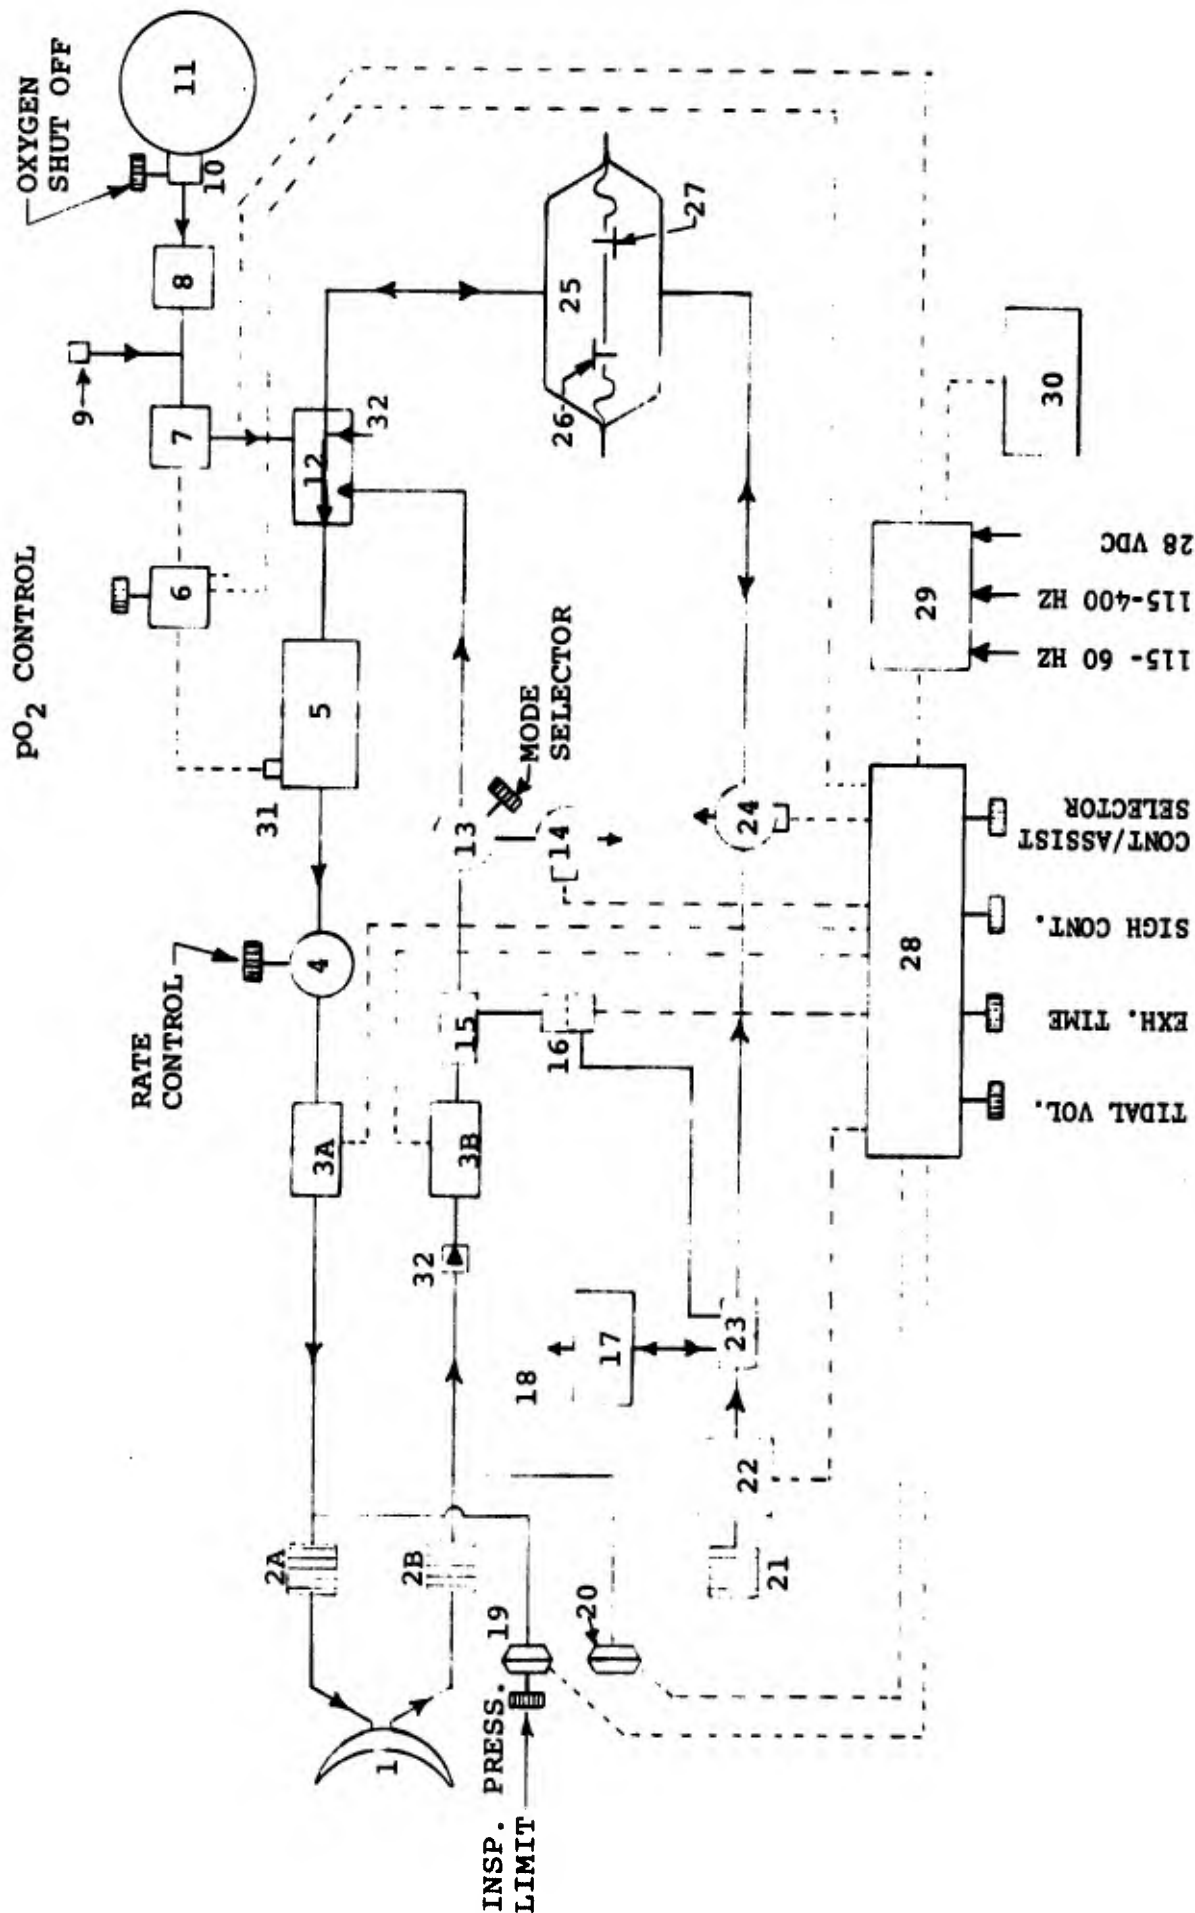 OXYGEN
SHUT OFF
11
10
8
9
7
pO2 CONTROL
6
12
32
5
31
RATE
CONTROL
4
3A
2A
1
2B
32
3B
15
13
MODE
SELECTOR
14
16
25
26
27
24
23
17
18
22
21
19
20
INSP. PRESS.
LIMIT
28
29
30
28 VDC
115-400 HZ
115- 60 HZ
CONT/ASSIST
SELECTOR
SIGH CONT.
EXH. TIME
TIDAL VOL.